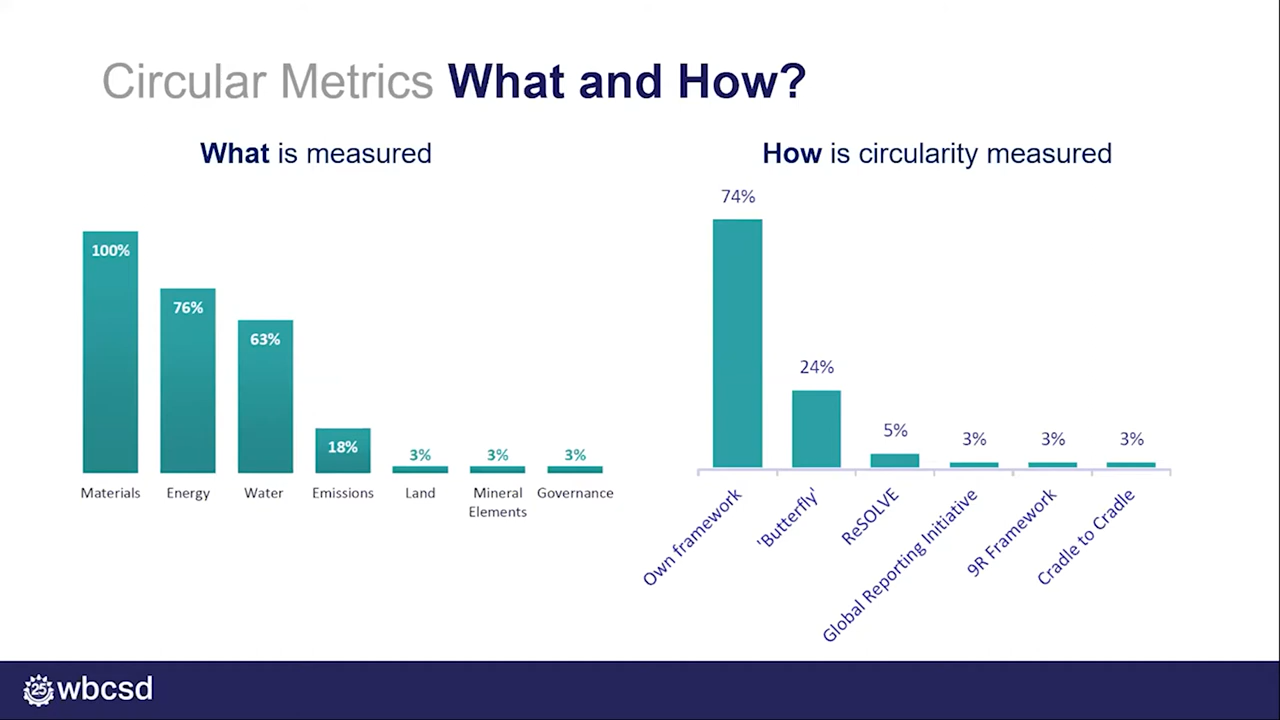 Circular Metrics What and How?
What is measured
100%
76%
63%
18%
3%
3%
3%
Materials
Energy
Water
Emissions
Land
Mineral
Elements
Governance
How is circularity measured
74%
24%
5%
3%
3%
3%
Own framework
'Butterfly'
ReSOLVE
Global Reporting Initiative
9R Framework
Cradle to Cradle
25 wbcsd